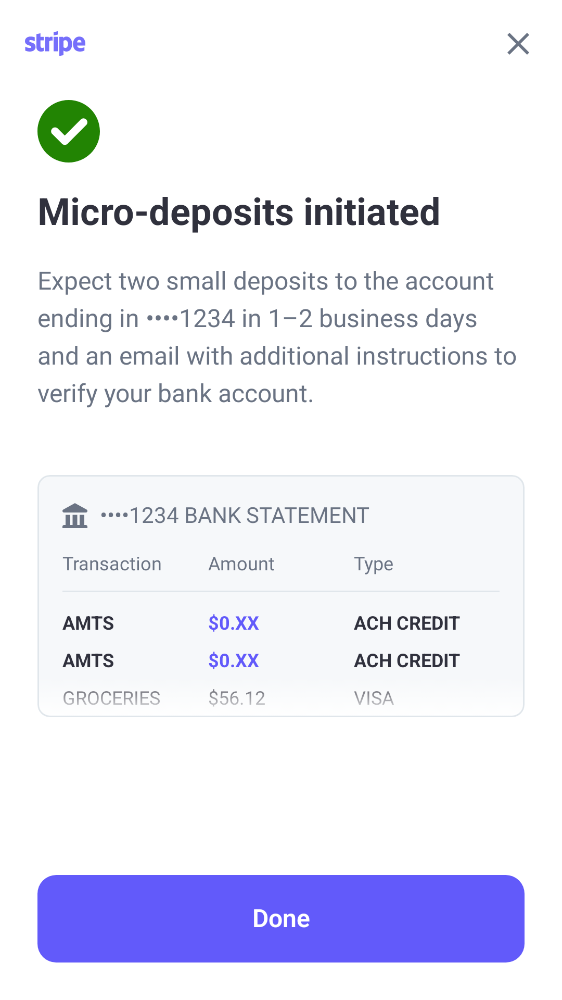 stripe
Micro-deposits initiated
Expect two small deposits to the account
ending in ••••1234 in 1–2 business days
and an email with additional instructions to
verify your bank account.
••••1234 BANK STATEMENT
Transaction Amount Type
AMTS $0.XX ACH CREDIT
AMTS $0.XX ACH CREDIT
GROCERIES $56.12 VISA
Done